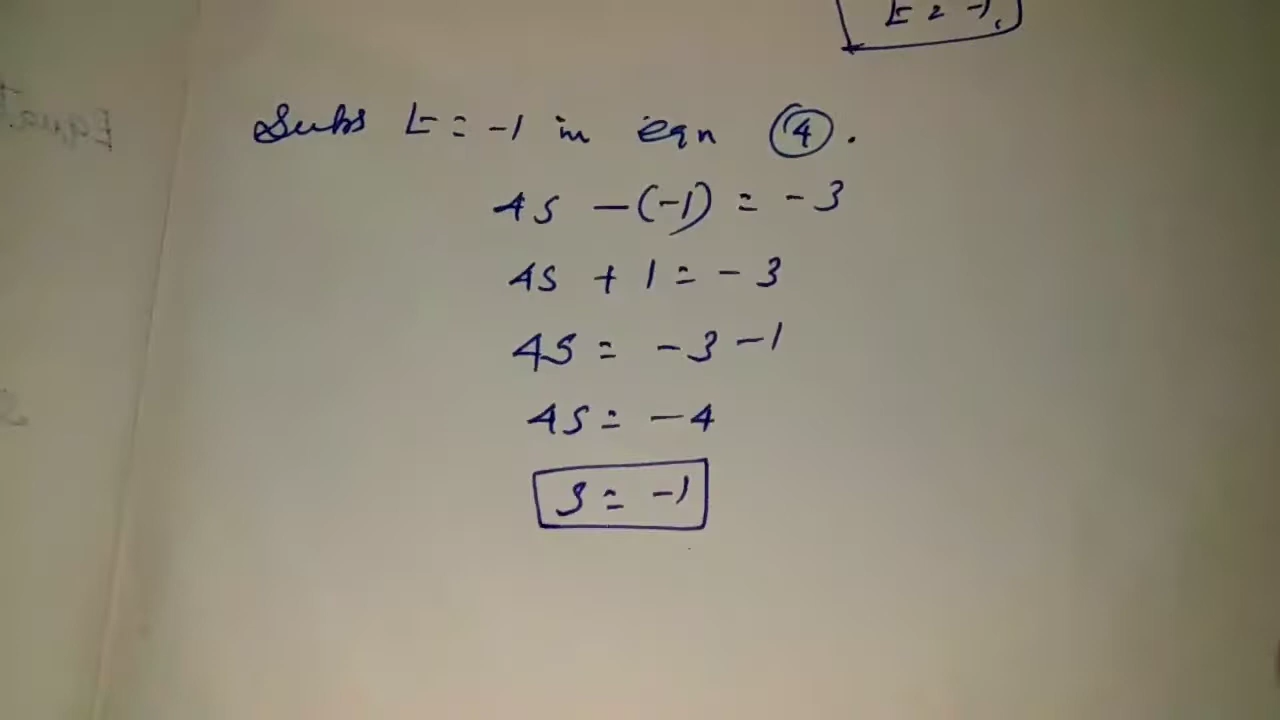 t = -1.
Subs t = -1 in eqn 4.
4s - (-1) = -3
4s + 1 = -3
4s = -3 - 1
4s = -4
s = -1